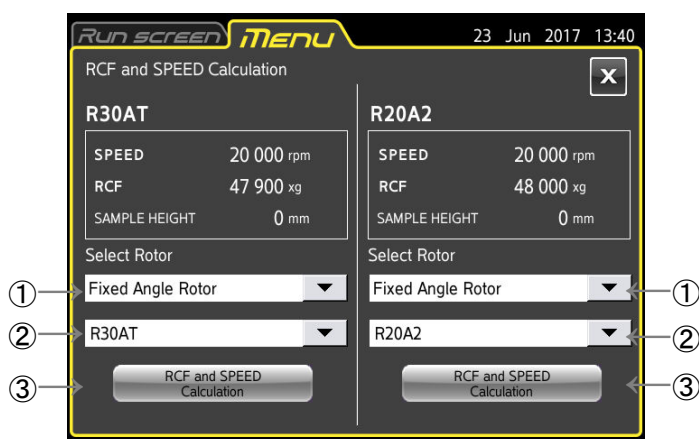 Run screen Menu 23 Jun 2017 13:40
RCF and SPEED Calculation X
R30AT
SPEED 20 000 rpm
RCF 47 900 xg
SAMPLE HEIGHT 0 mm
Select Rotor
① Fixed Angle Rotor
② R30AT
③ RCF and SPEED
Calculation
R20A2
SPEED 20 000 rpm
RCF 48 000 xg
SAMPLE HEIGHT 0 mm
Select Rotor
Fixed Angle Rotor ①
R20A2 ②
RCF and SPEED ③
Calculation